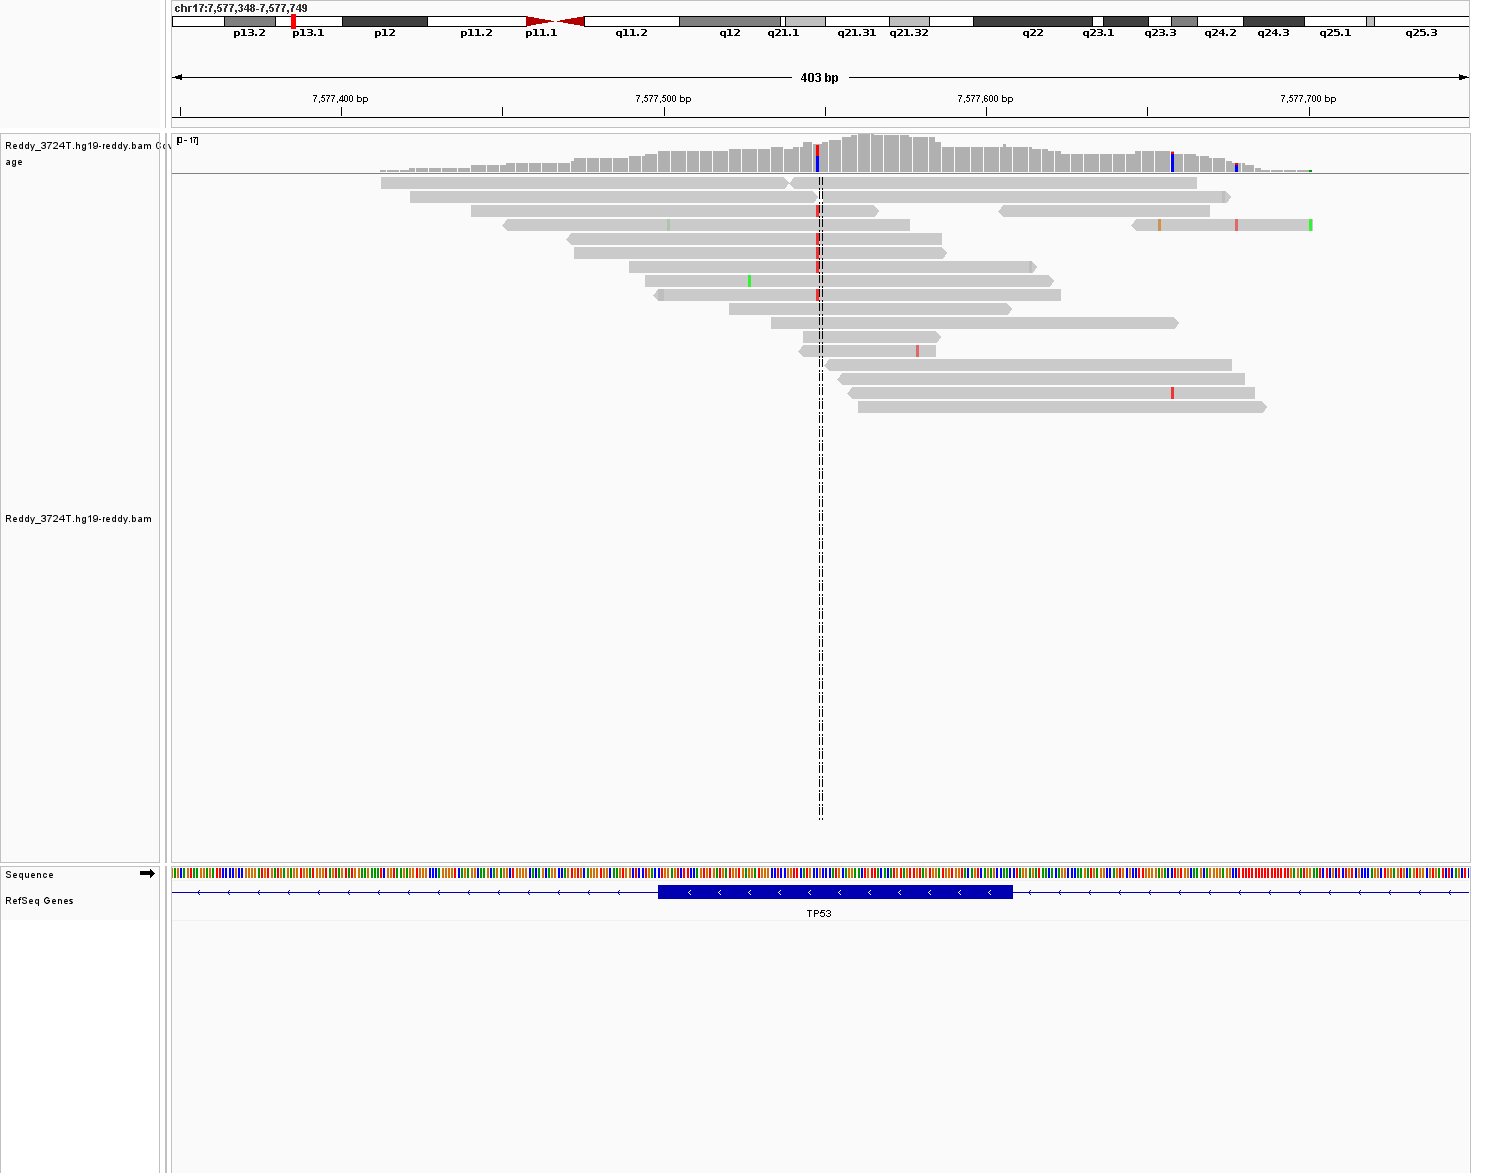 chr17:7,577,348-7,577,749
p13.2 p13.1 p12 p11.2 p11.1 q11.2 q12 q21.1 q21.31 q21.32 q22 q23.1 q23.3 q24.2 q24.3 q25.1 q25.3
403 bp
7,577,400 bp 7,577,500 bp 7,577,600 bp 7,577,700 bp
Reddy_3724T.hg19-reddy.bam Cov
age
[0 - 17]
Reddy_3724T.hg19-reddy.bam
Sequence
RefSeq Genes
TP53